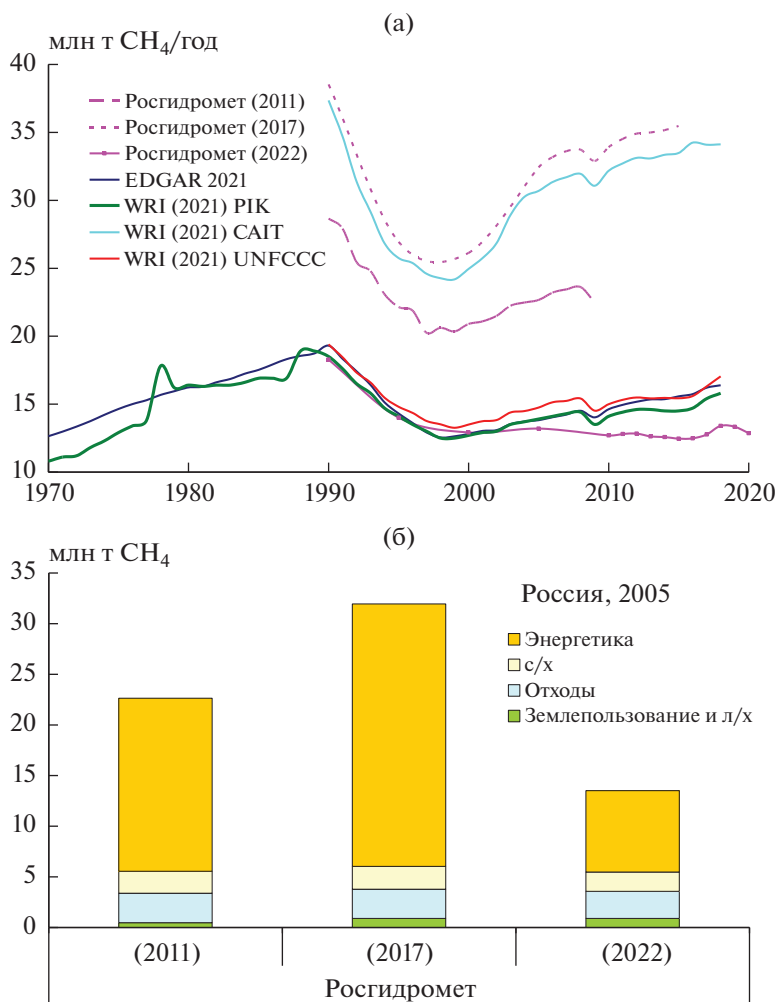 (а)
млн т CH₄/год
40
35
30
25
20
15
10
Росгидромет (2011)
Росгидромет (2017)
Росгидромет (2022)
EDGAR 2021
WRI (2021) PIK
WRI (2021) CAIT
WRI (2021) UNFCCC
1970 1980 1990 2000 2010 2020
(б)
млн т CH₄
35
30
25
20
15
10
5
0
Россия, 2005
Энергетика
с/х
Отходы
Землепользование и л/х
(2011) (2017) (2022)
Росгидромет